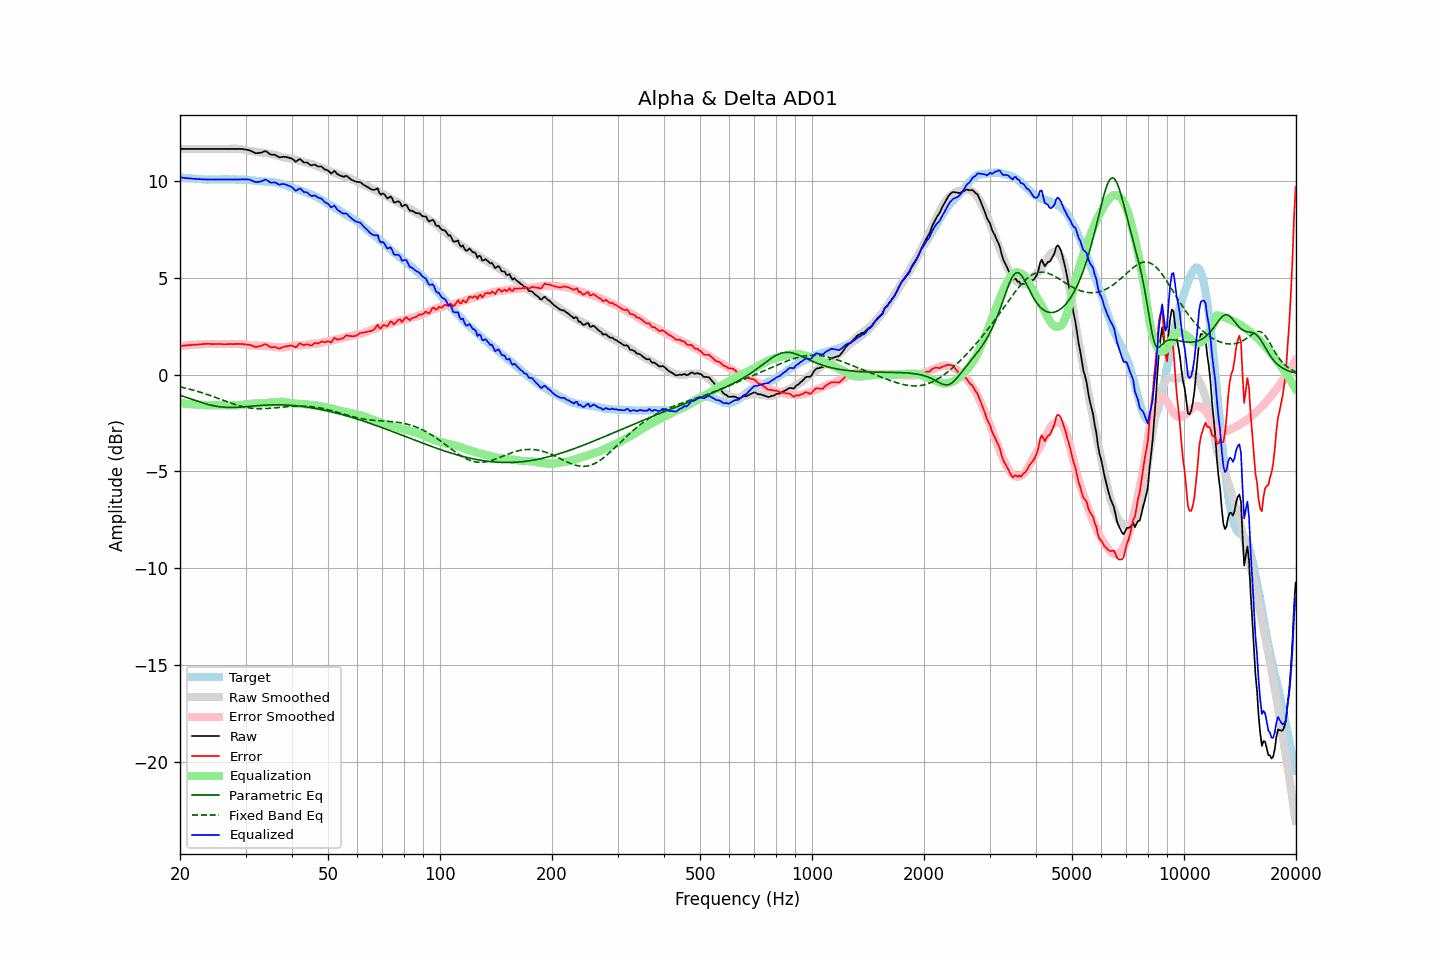 Alpha & Delta AD01
Amplitude (dBr)
10
5
0
−5
−10
−15
−20
Target
Raw Smoothed
Error Smoothed
Raw
Error
Equalization
Parametric Eq
Fixed Band Eq
Equalized
20 50 100 200 500 1000 2000 5000 10000 20000
Frequency (Hz)